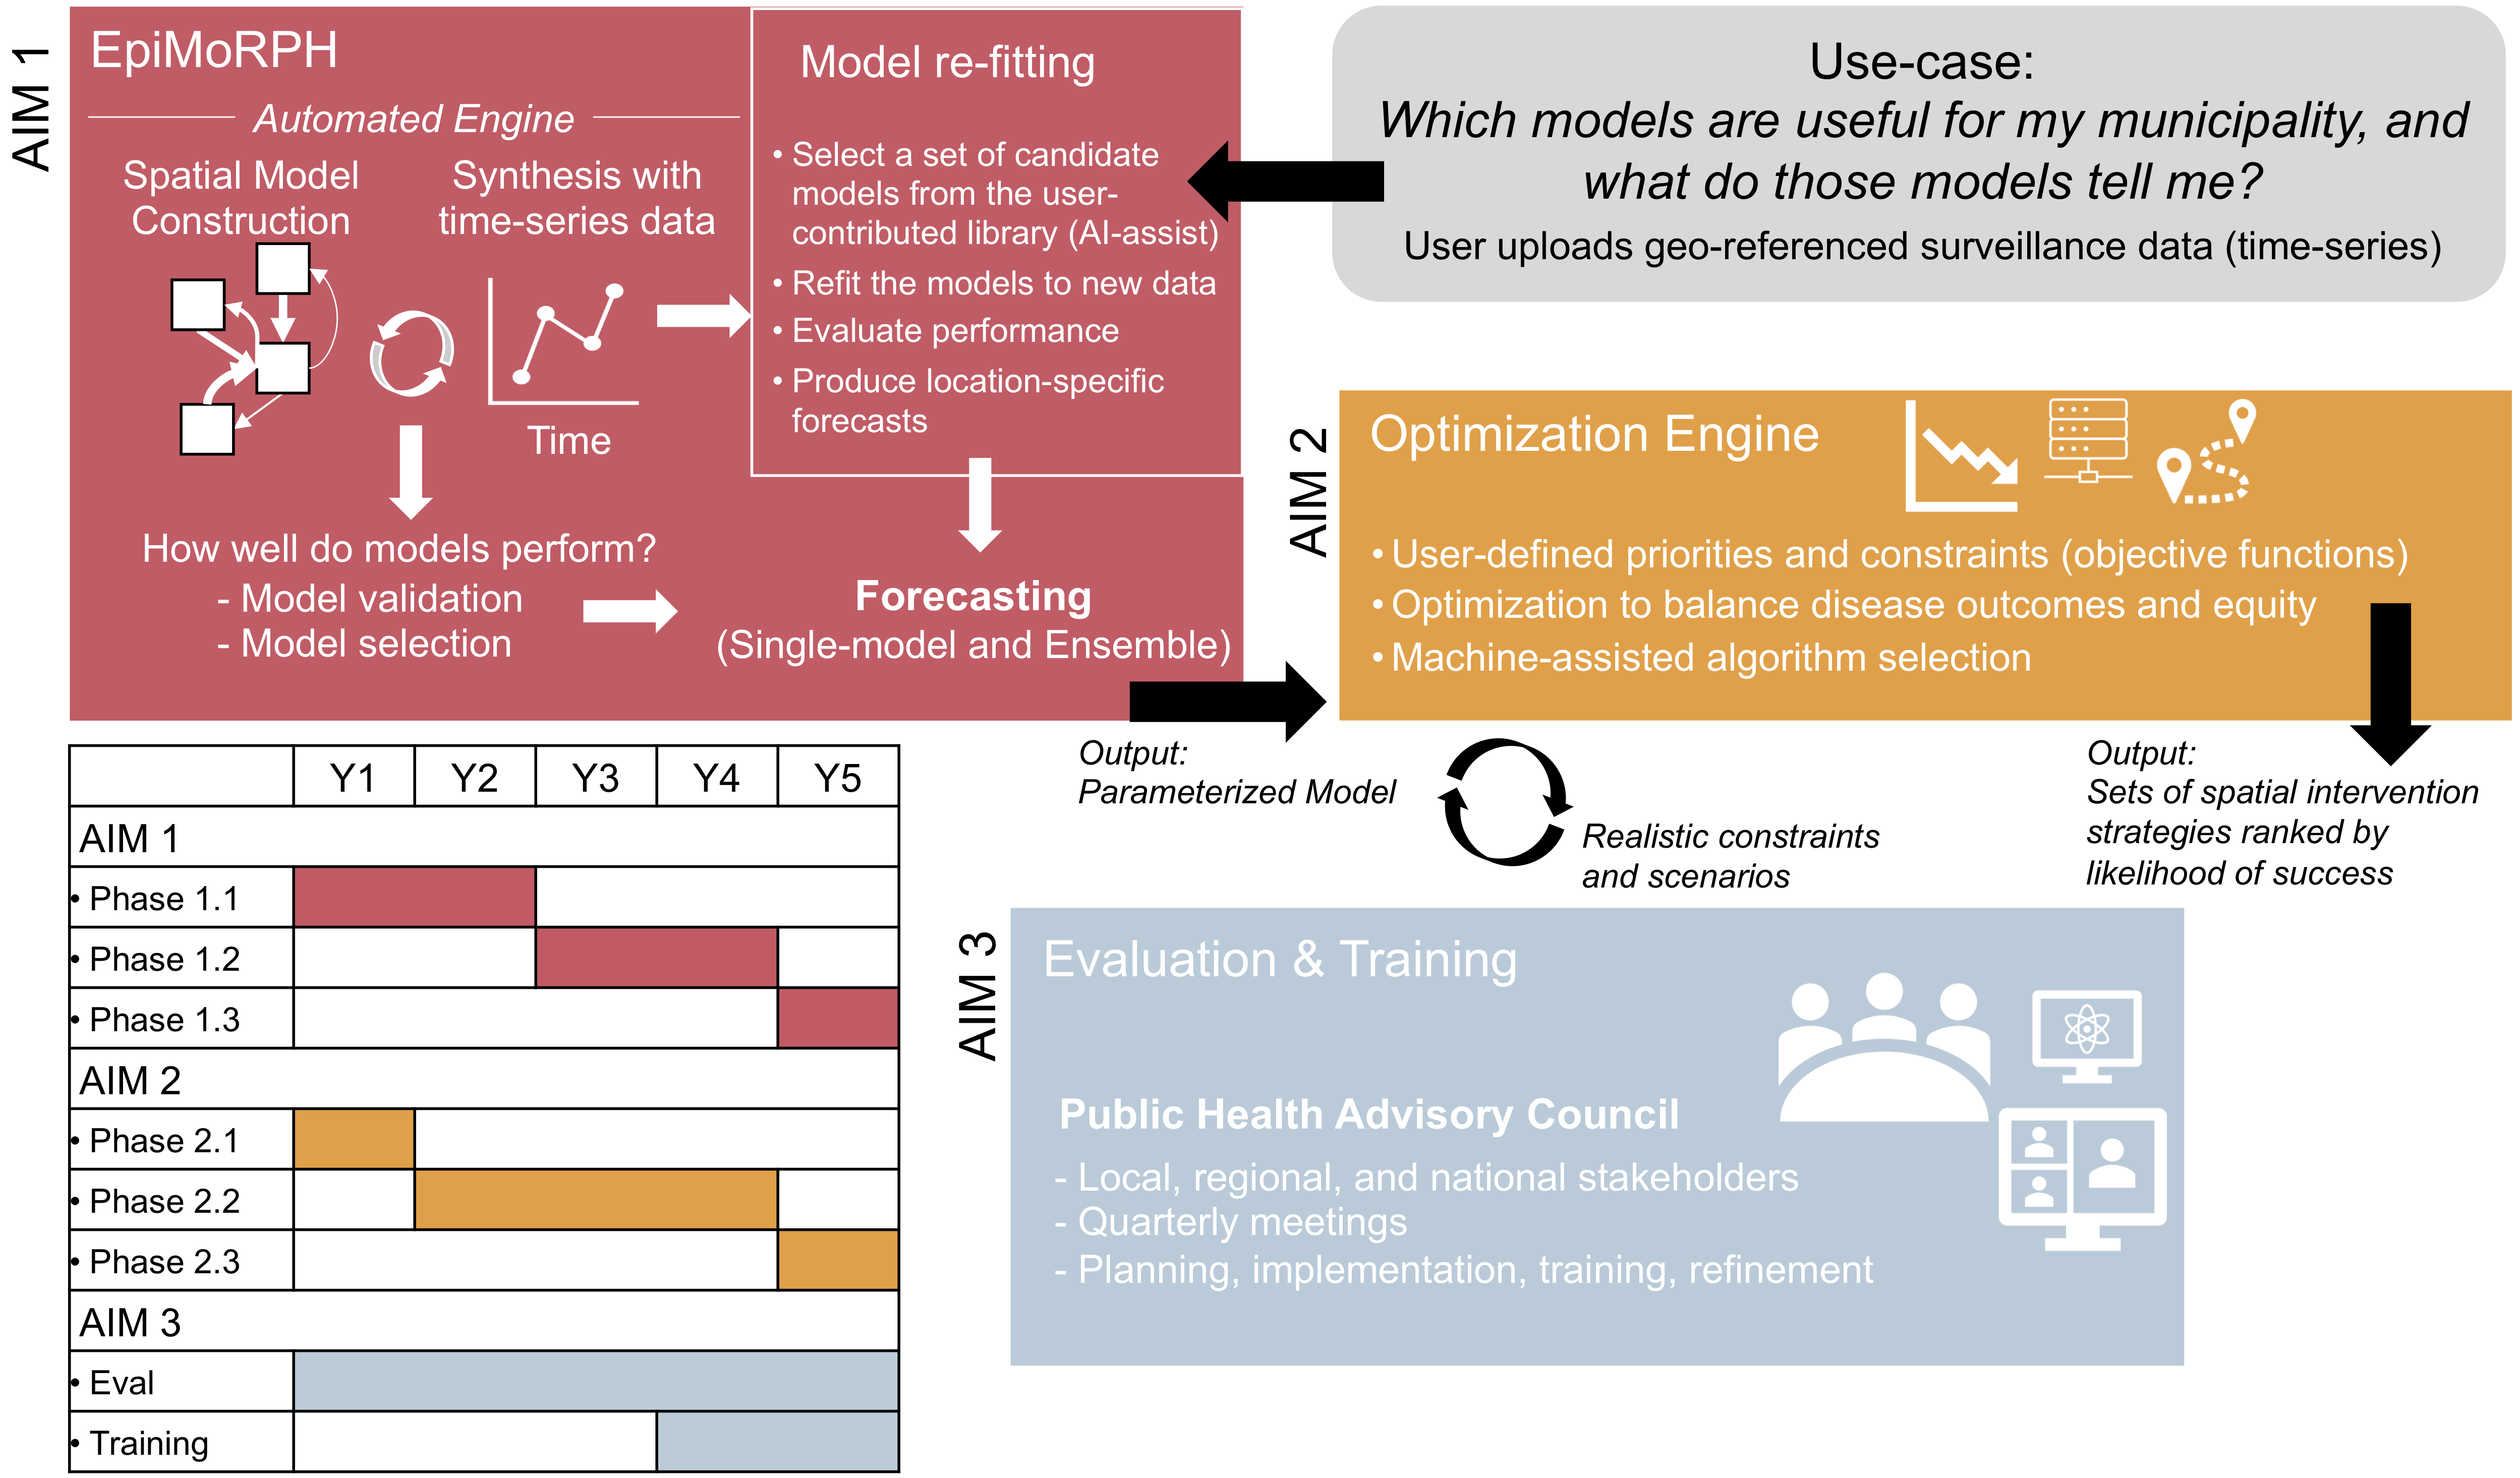 AIM 1
EpiMoRPH
Automated Engine
Spatial Model
Construction
Synthesis with
time-series data
Time
How well do models perform?
- Model validation
- Model selection
Model re-fitting
• Select a set of candidate
models from the user-
contributed library (AI-assist)
• Refit the models to new data
• Evaluate performance
• Produce location-specific
forecasts
Forecasting
(Single-model and Ensemble)
Use-case:
Which models are useful for my municipality, and
what do those models tell me?
User uploads geo-referenced surveillance data (time-series)
AIM 2
Optimization Engine
• User-defined priorities and constraints (objective functions)
• Optimization to balance disease outcomes and equity
• Machine-assisted algorithm selection
Output:
Parameterized Model
Realistic constraints
and scenarios
Output:
Sets of spatial intervention
strategies ranked by
likelihood of success
Y1 Y2 Y3 Y4 Y5
AIM 1
• Phase 1.1
• Phase 1.2
• Phase 1.3
AIM 2
• Phase 2.1
• Phase 2.2
• Phase 2.3
AIM 3
• Eval
• Training
AIM 3
Evaluation & Training
Public Health Advisory Council
- Local, regional, and national stakeholders
- Quarterly meetings
- Planning, implementation, training, refinement